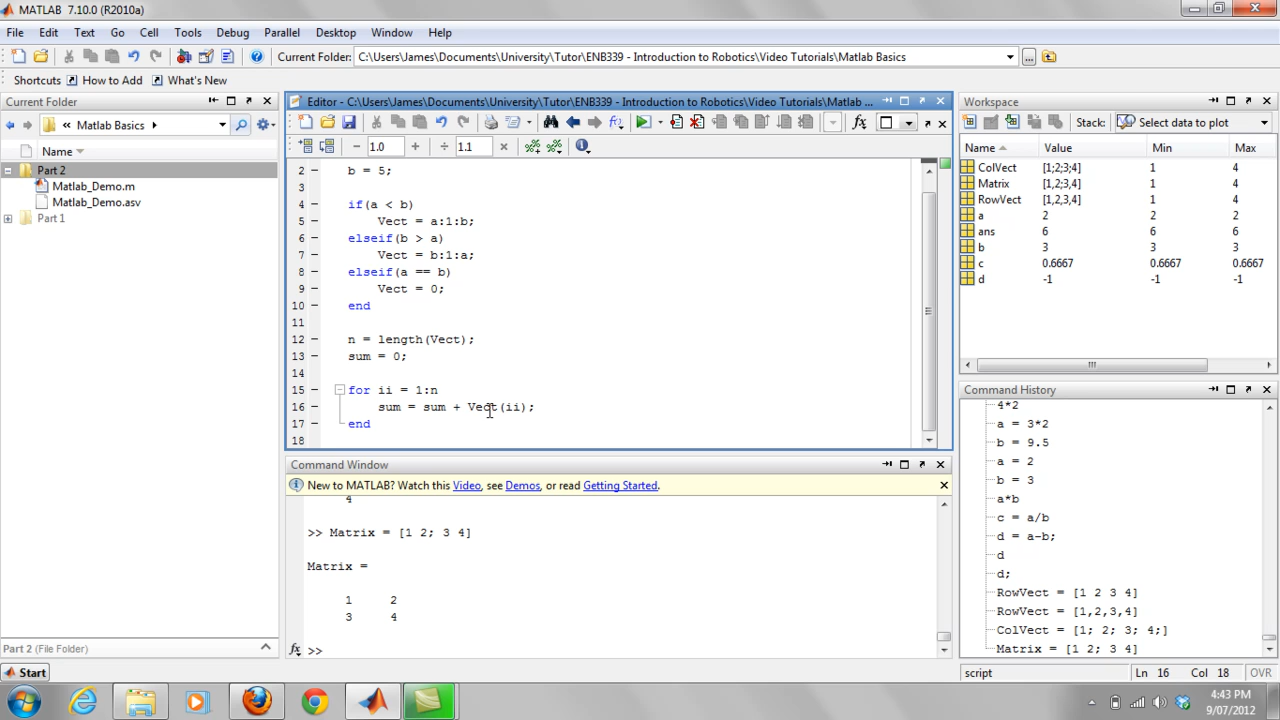 MATLAB 7.10.0 (R2010a)
File Edit Text Go Cell Tools Debug Parallel Desktop Window Help
Current Folder: C:\Users\James\Documents\University\Tutor\ENB339 - Introduction to Robotics\Video Tutorials\Matlab Basics
Shortcuts How to Add What's New
Current Folder
« Matlab Basics
Name
Part 2
Matlab_Demo.m
Matlab_Demo.asv
Part 1
Part 2 (File Folder)
Editor - C:\Users\James\Documents\University\Tutor\ENB339 - Introduction to Robotics\Video Tutorials\Matlab ...
1.0 1.1
2 b = 5;
3
4 if(a < b)
5 Vect = a:1:b;
6 elseif(b > a)
7 Vect = b:1:a;
8 elseif(a == b)
9 Vect = 0;
10 end
11
12 n = length(Vect);
13 sum = 0;
14
15 for ii = 1:n
16 sum = sum + Vect(ii);
17 end
18
Command Window
New to MATLAB? Watch this Video, see Demos, or read Getting Started.
4
>> Matrix = [1 2; 3 4]
Matrix =
1 2
3 4
fx >>
Workspace
Stack: Select data to plot
Name Value Min Max
ColVect [1;2;3;4] 1 4
Matrix [1,2;3,4] 1 4
RowVect [1,2,3,4] 1 4
a 2 2 2
ans 6 6 6
b 3 3 3
c 0.6667 0.6667 0.6667
d -1 -1 -1
Command History
4*2
a = 3*2
b = 9.5
a = 2
b = 3
a*b
c = a/b
d = a-b;
d
d;
RowVect = [1 2 3 4]
RowVect = [1,2,3,4]
ColVect = [1; 2; 3; 4;]
Matrix = [1 2; 3 4]
Start
script Ln 16 Col 18 OVR
4:43 PM
9/07/2012